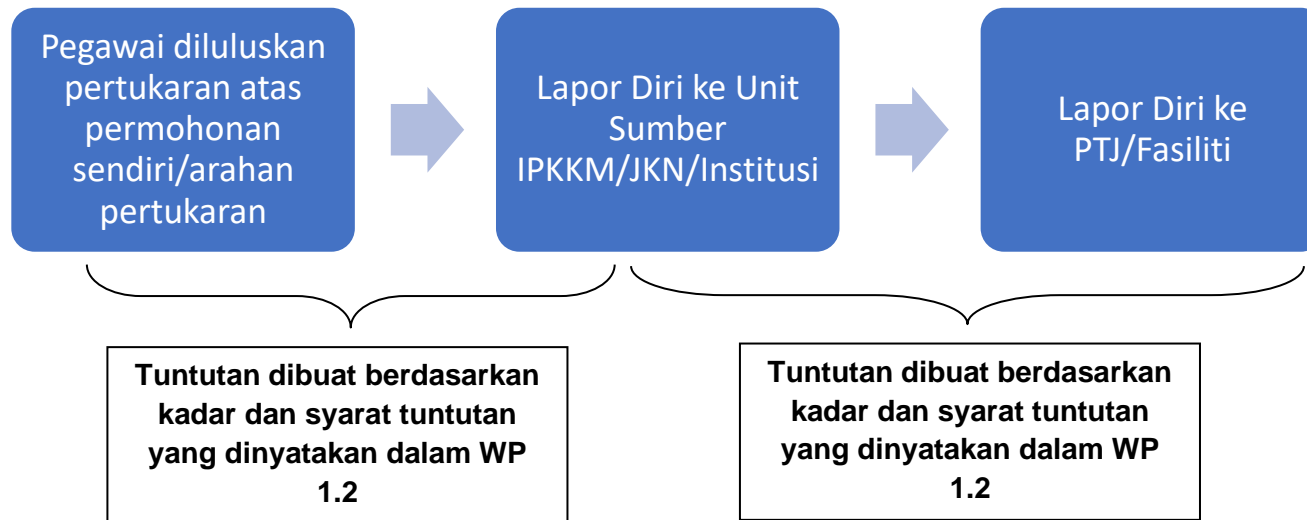 Pegawai diluluskan
pertukaran atas
permohonan
sendiri/arahan
pertukaran
Lapor Diri ke Unit
Sumber
IPKKM/JKN/Institusi
Lapor Diri ke
PTJ/Fasiliti
Tuntutan dibuat berdasarkan
kadar dan syarat tuntutan
yang dinyatakan dalam WP
1.2
Tuntutan dibuat berdasarkan
kadar dan syarat tuntutan
yang dinyatakan dalam WP
1.2